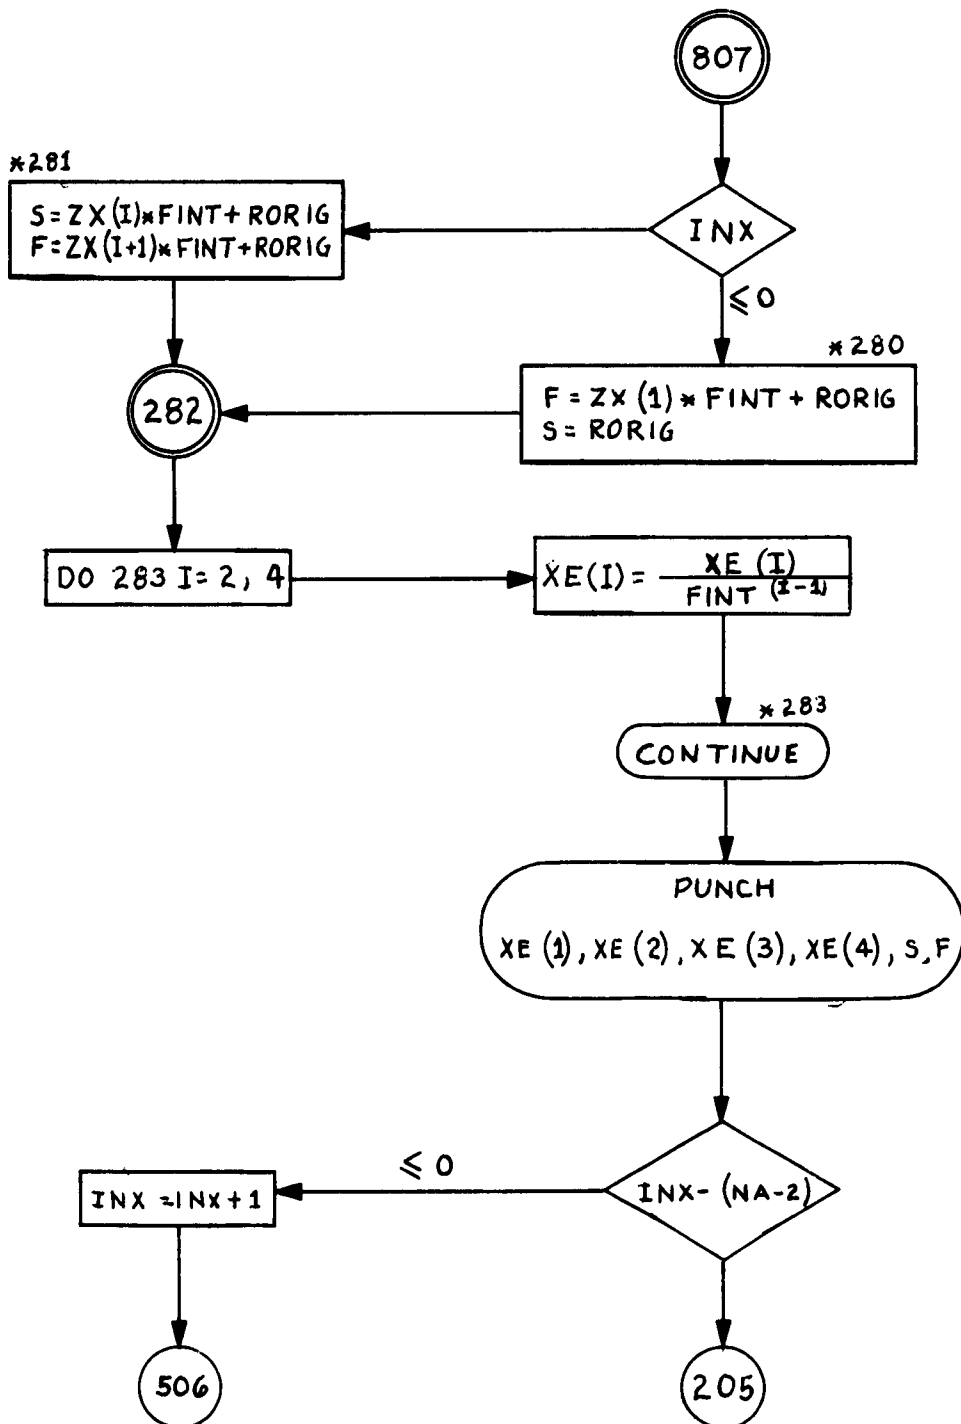 807
*281
S=ZX(I)*FINT+RORIG
F=ZX(I+1)*FINT+RORIG
INX
≤0
*280
F=ZX(1)*FINT+RORIG
S=RORIG
282
DO 283 I=2,4
XE(I)= XE(I)
FINT (I-1)
*283
CONTINUE
PUNCH
XE(1), XE(2), XE(3), XE(4), S, F
≤ 0
INX =INX+1
INX-(NA-2)
506
205